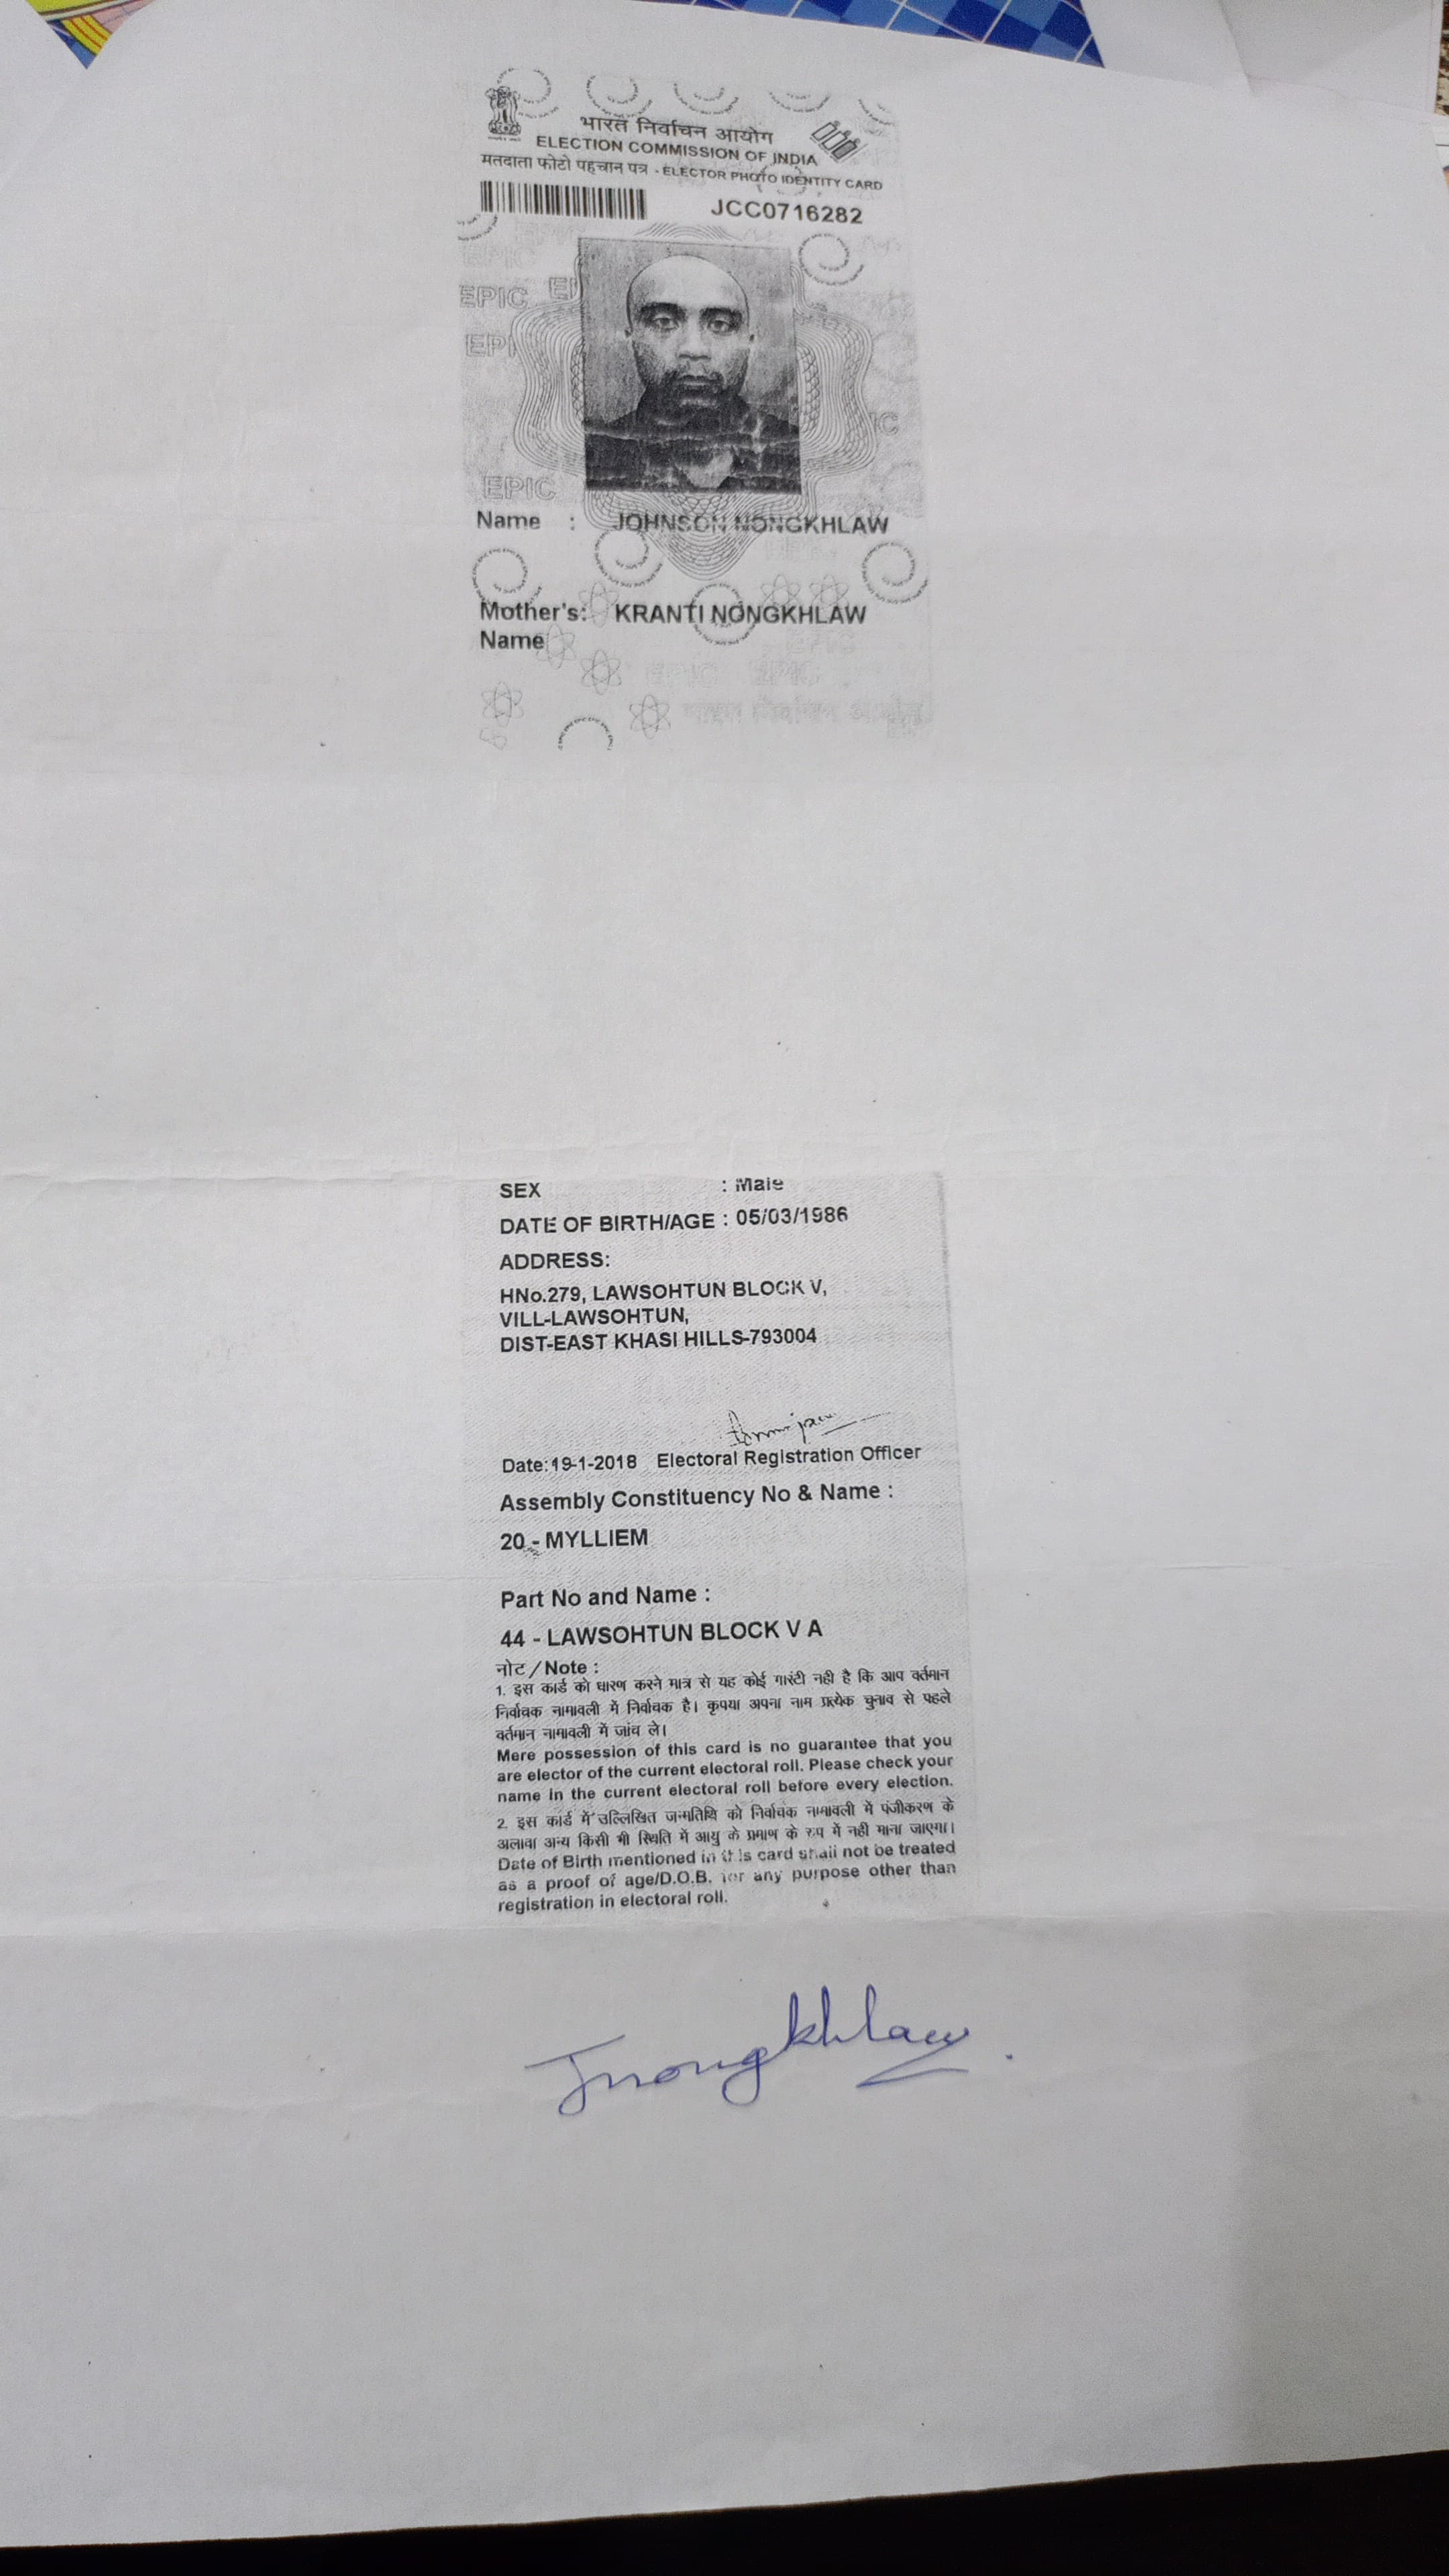 भारत निर्वाचन आयोग
ELECTION COMMISSION OF INDIA
मतदाता फोटो पहचान पत्र - ELECTOR PHOTO IDENTITY CARD
JCC0716282
EPIC EPIC
EPIC
EPIC
Name : JOHNSON NONGKHLAW
Mother's: KRANTI NONGKHLAW
Name
EPIC EPIC
भारत निर्वाचन आयोग
SEX : Male
DATE OF BIRTH/AGE : 05/03/1986
ADDRESS:
HNo.279, LAWSOHTUN BLOCK V,
VILL-LAWSOHTUN,
DIST-EAST KHASI HILLS-793004
Date:19-1-2018 Electoral Registration Officer
Assembly Constituency No & Name :
20 - MYLLIEM
Part No and Name :
44 - LAWSOHTUN BLOCK V A
नोट / Note :
1. इस कार्ड को धारण करने मात्र से यह कोई गारंटी नही है कि आप वर्तमान
निर्वाचक नामावली में निर्वाचक है। कृपया अपना नाम प्रत्येक चुनाव से पहले
वर्तमान नामावली में जांच ले।
Mere possession of this card is no guarantee that you
are elector of the current electoral roll. Please check your
name in the current electoral roll before every election.
2. इस कार्ड में उल्लिखित जन्मतिथि को निर्वाचक नामावली में पंजीकरण के
अलावा अन्य किसी भी स्थिति में आयु के प्रमाण के रुप में नही माना जाएगा।
Date of Birth mentioned in this card shall not be treated
as a proof of age/D.O.B. for any purpose other than
registration in electoral roll.
Jnongkhlaw